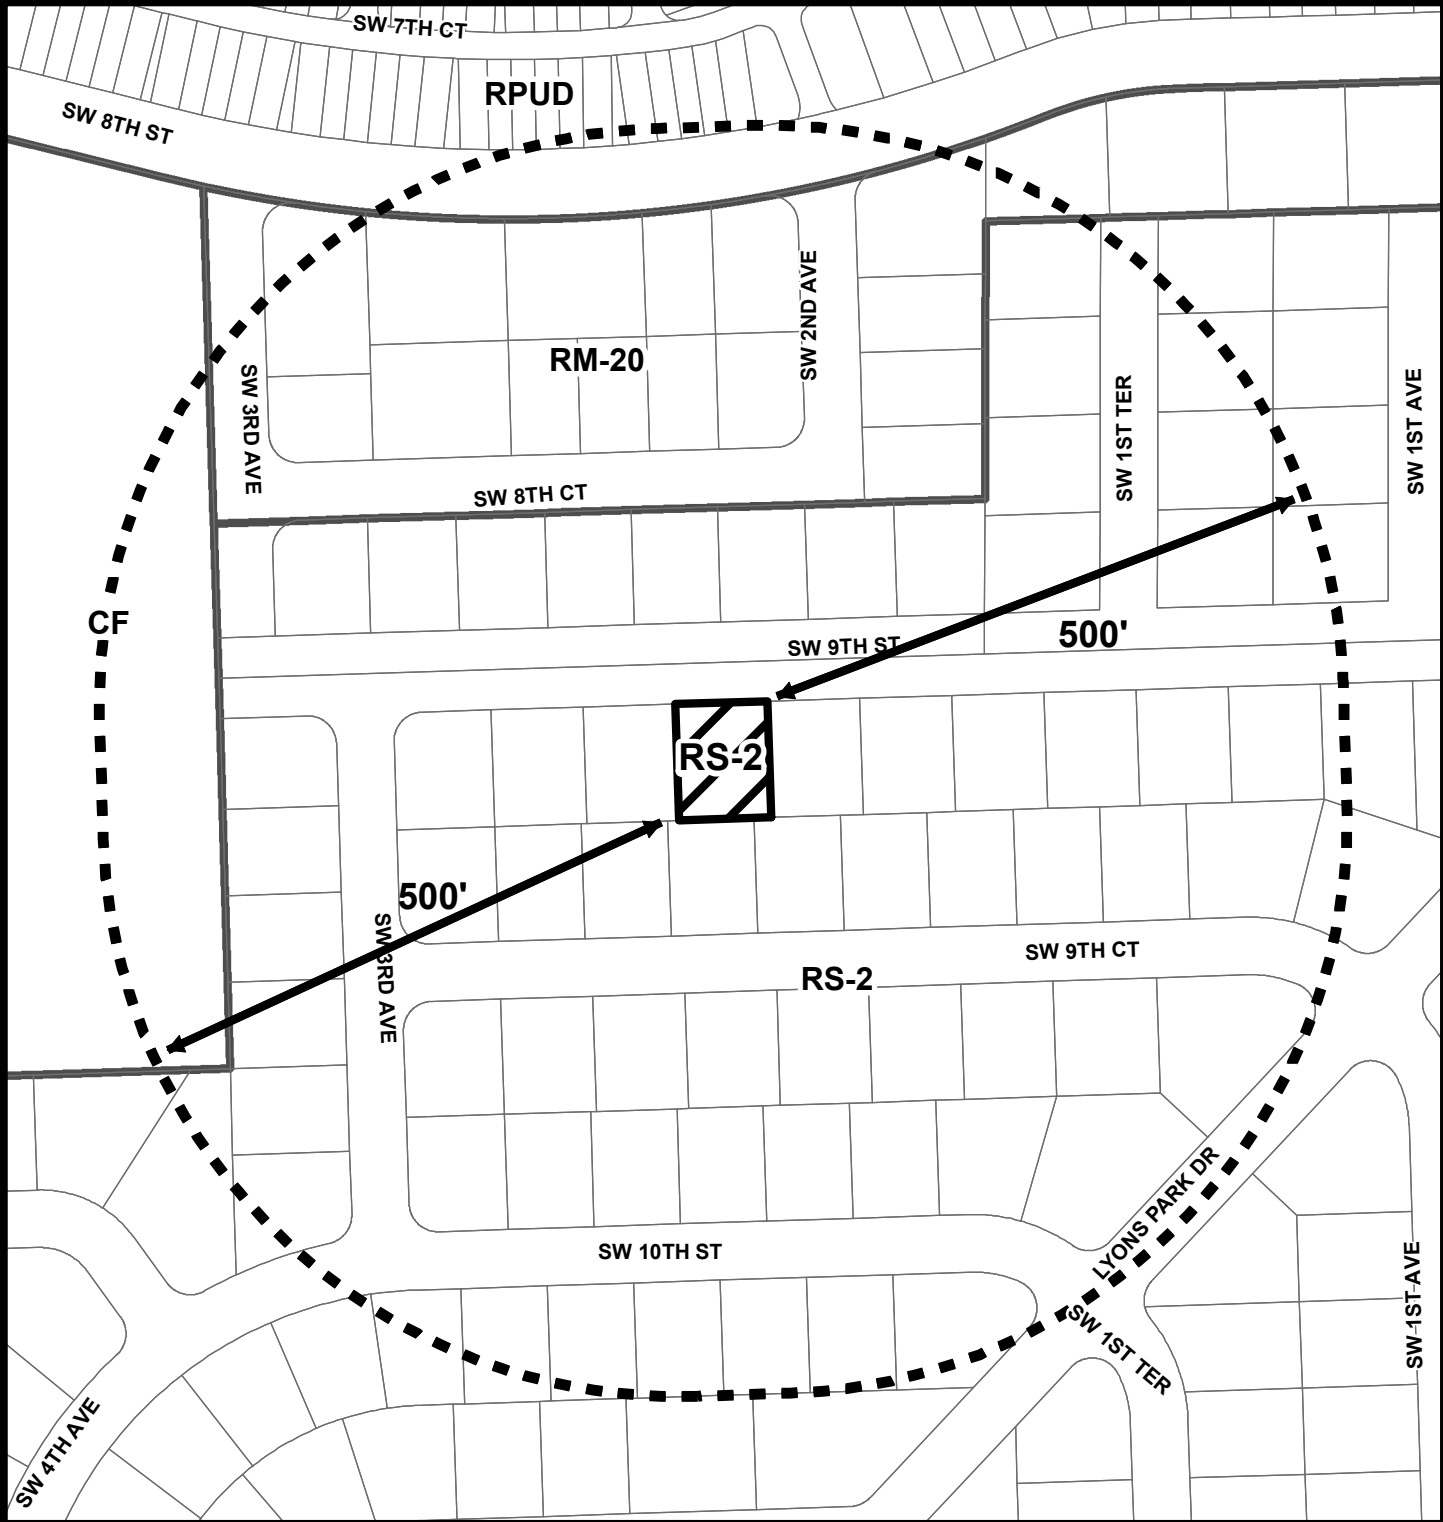 SW 7TH CT
RPUD
SW 8TH ST
SW 2ND AVE
RM-20
SW 3RD AVE
SW 1ST TER
SW 1ST AVE
SW 8TH CT
CF
SW 9TH ST
500'
RS-2
500'
SW 3RD AVE
SW 9TH CT
RS-2
LYONS PARK DR
SW 10TH ST
SW 1ST AVE
SW 1ST TER
SW 4TH AVE